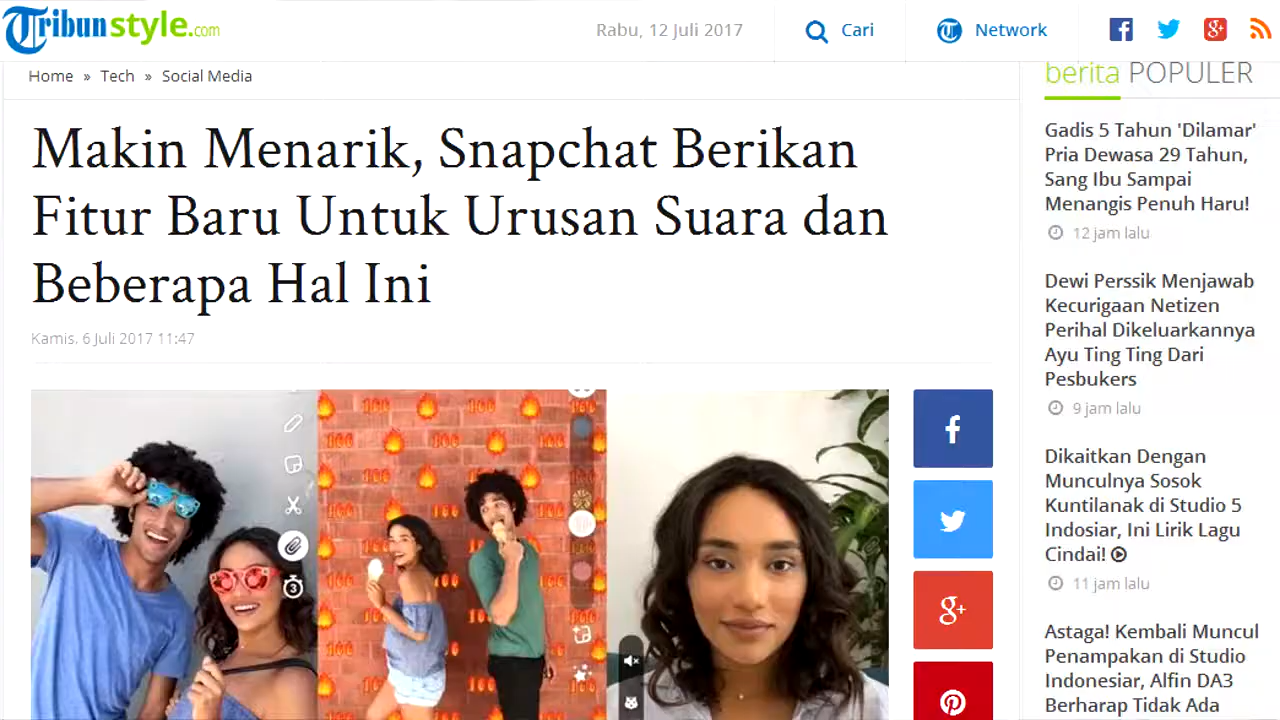 Tribunstyle.com
Rabu, 12 Juli 2017
Cari
Network
Home » Tech » Social Media
Makin Menarik, Snapchat Berikan
Fitur Baru Untuk Urusan Suara dan
Beberapa Hal Ini
Kamis, 6 Juli 2017 11:47
3
berita POPULER
Gadis 5 Tahun 'Dilamar'
Pria Dewasa 29 Tahun,
Sang Ibu Sampai
Menangis Penuh Haru!
12 jam lalu
Dewi Perssik Menjawab
Kecurigaan Netizen
Perihal Dikeluarkannya
Ayu Ting Ting Dari
Pesbukers
9 jam lalu
Dikaitkan Dengan
Munculnya Sosok
Kuntilanak di Studio 5
Indosiar, Ini Lirik Lagu
Cindai!
11 jam lalu
Astaga! Kembali Muncul
Penampakan di Studio
Indonesiar, Alfin DA3
Berharap Tidak Ada